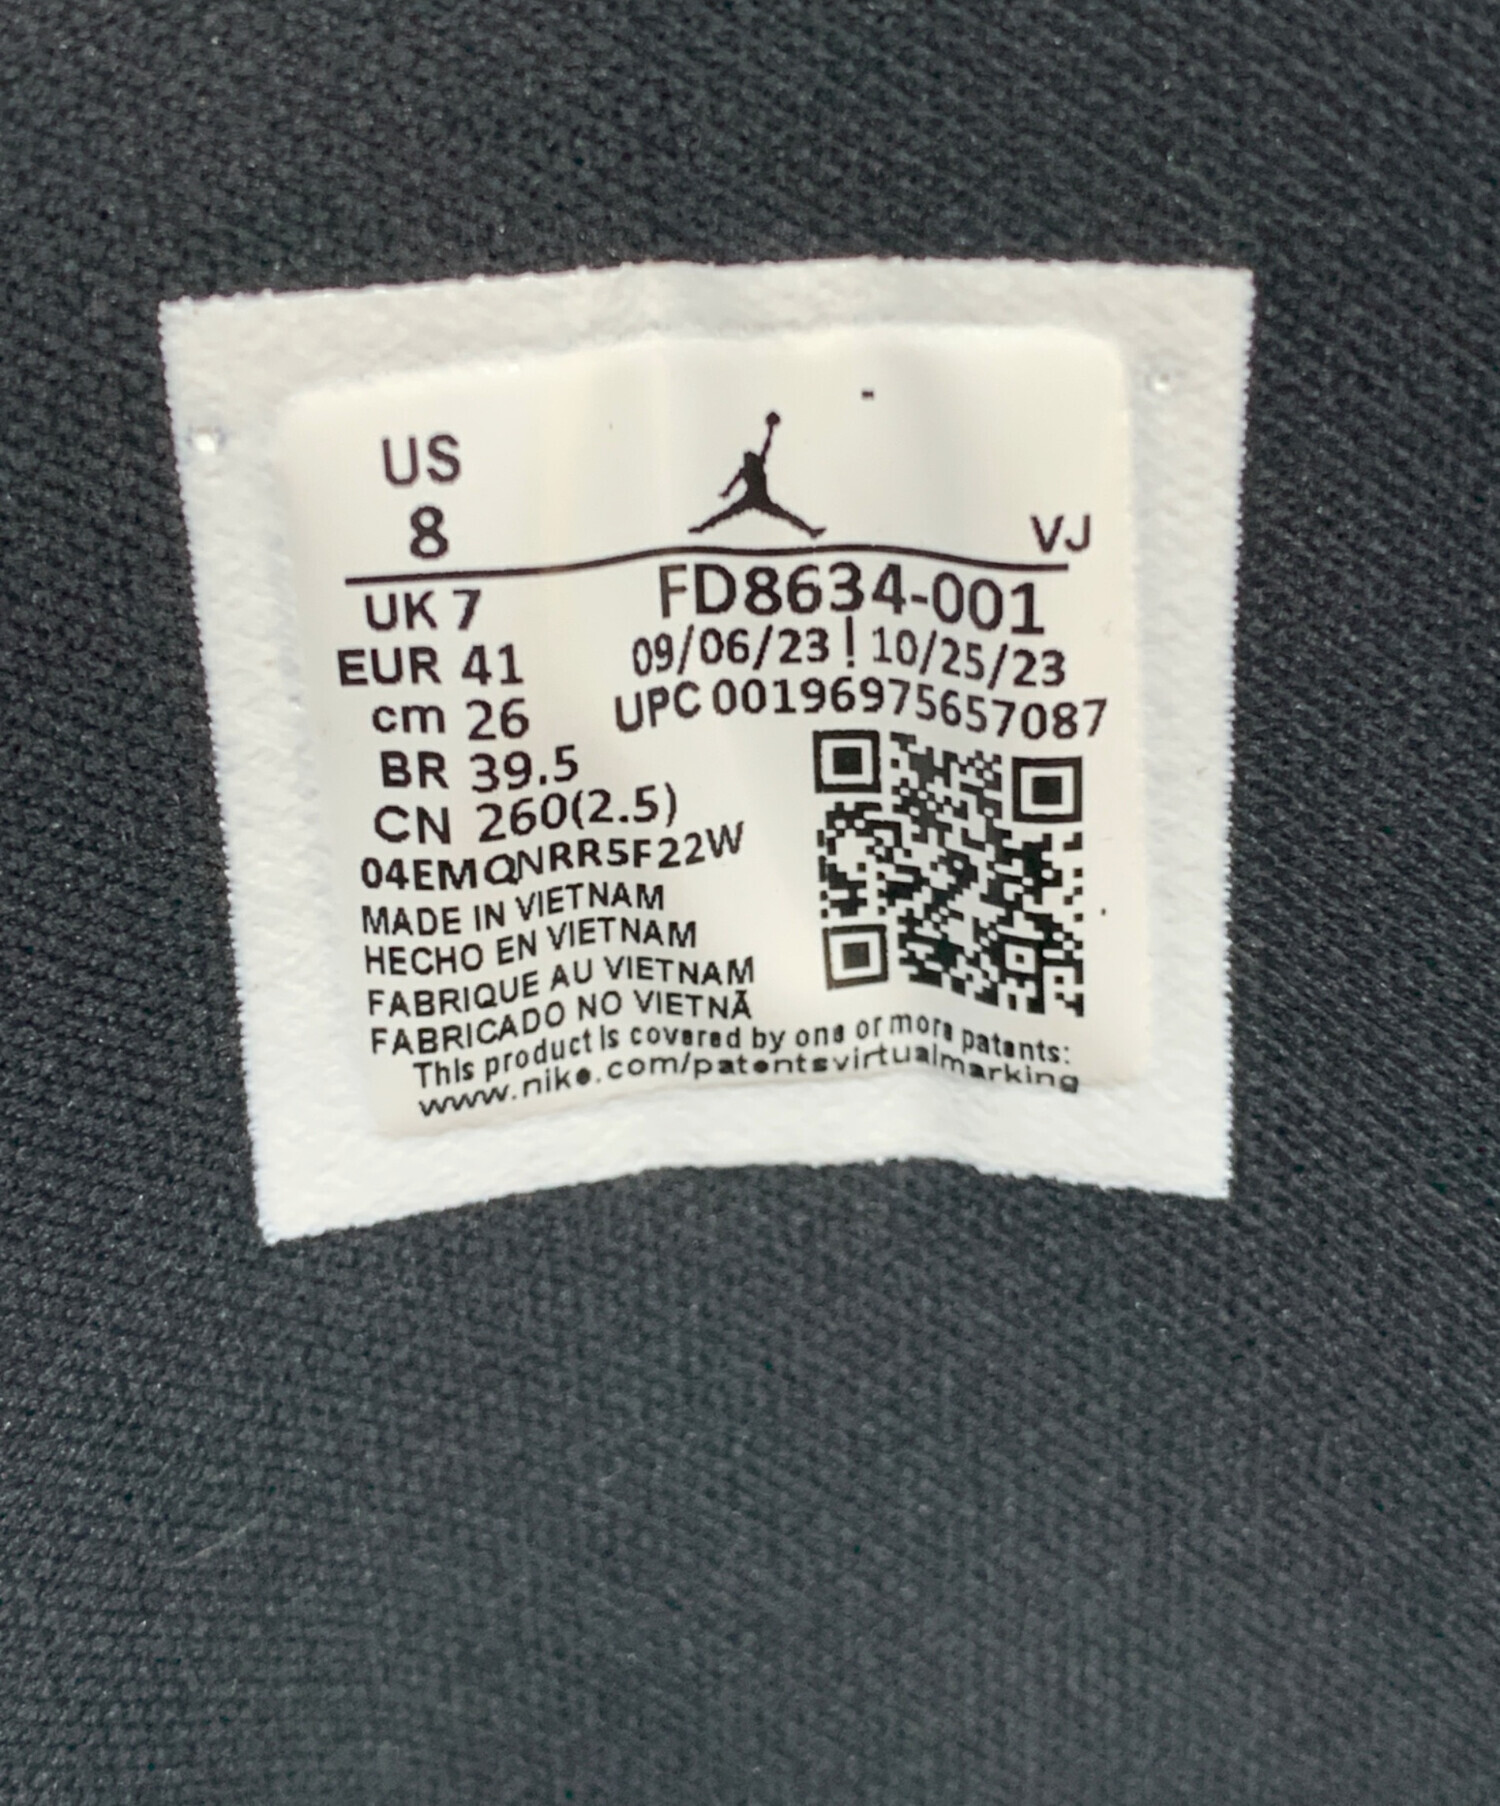 US
8
VJ
UK 7
FD8634-001
EUR 41
09/06/23 | 10/25/23
cm 26
UPC 00196975657087
BR 39.5
CN 260(2.5)
04EMQNRR5F22W
MADE IN VIETNAM
HECHO EN VIETNAM
FABRIQUE AU VIETNAM
FABRICADO NO VIETNÃ
This product is covered by one or more patents:
www.nike.com/patentsvirtualmarking